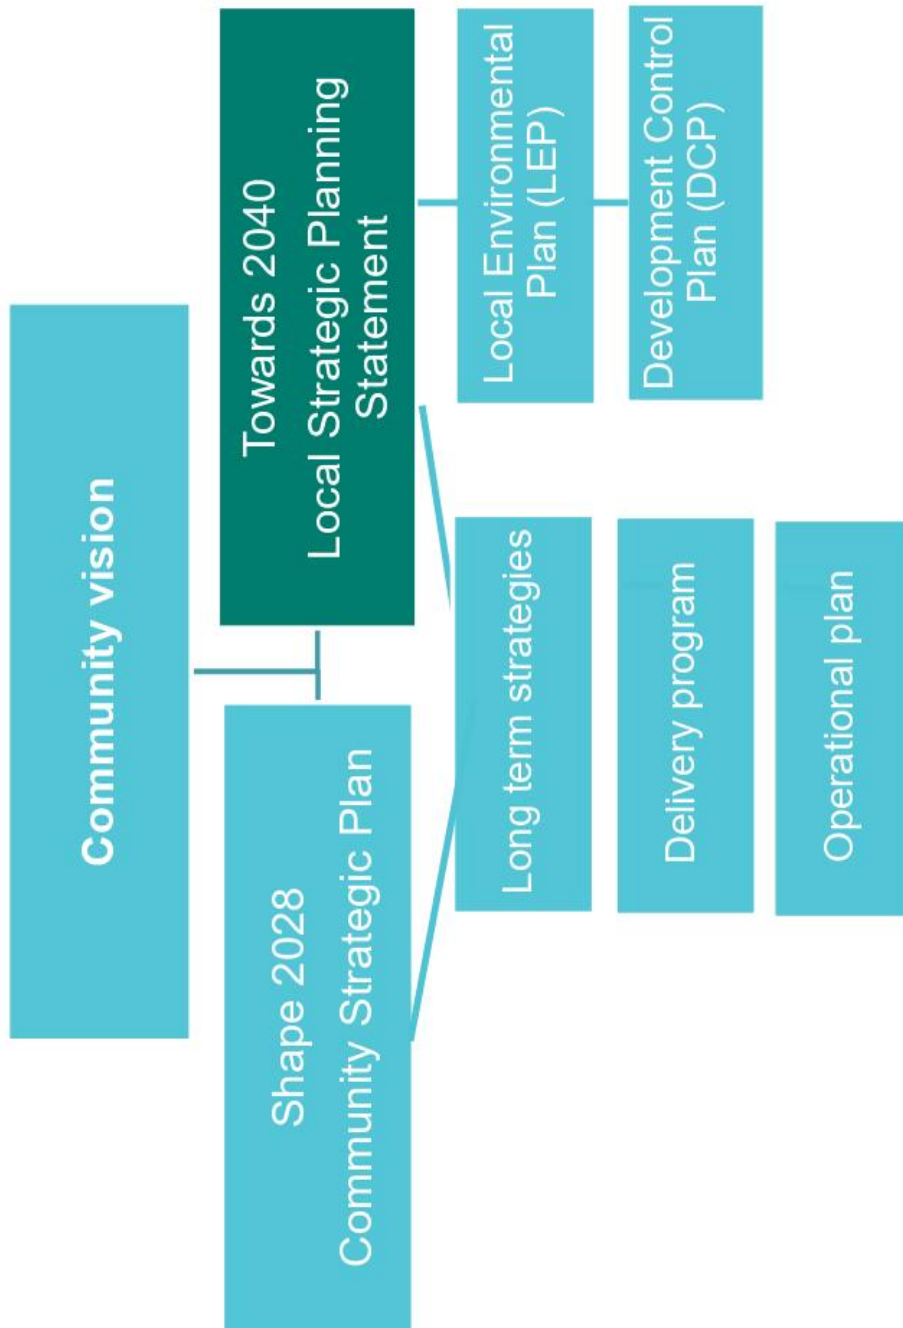 Community vision
Shape 2028
Community Strategic Plan
Towards 2040
Local Strategic Planning
Statement
Long term strategies
Delivery program
Operational plan
Local Environmental
Plan (LEP)
Development Control
Plan (DCP)